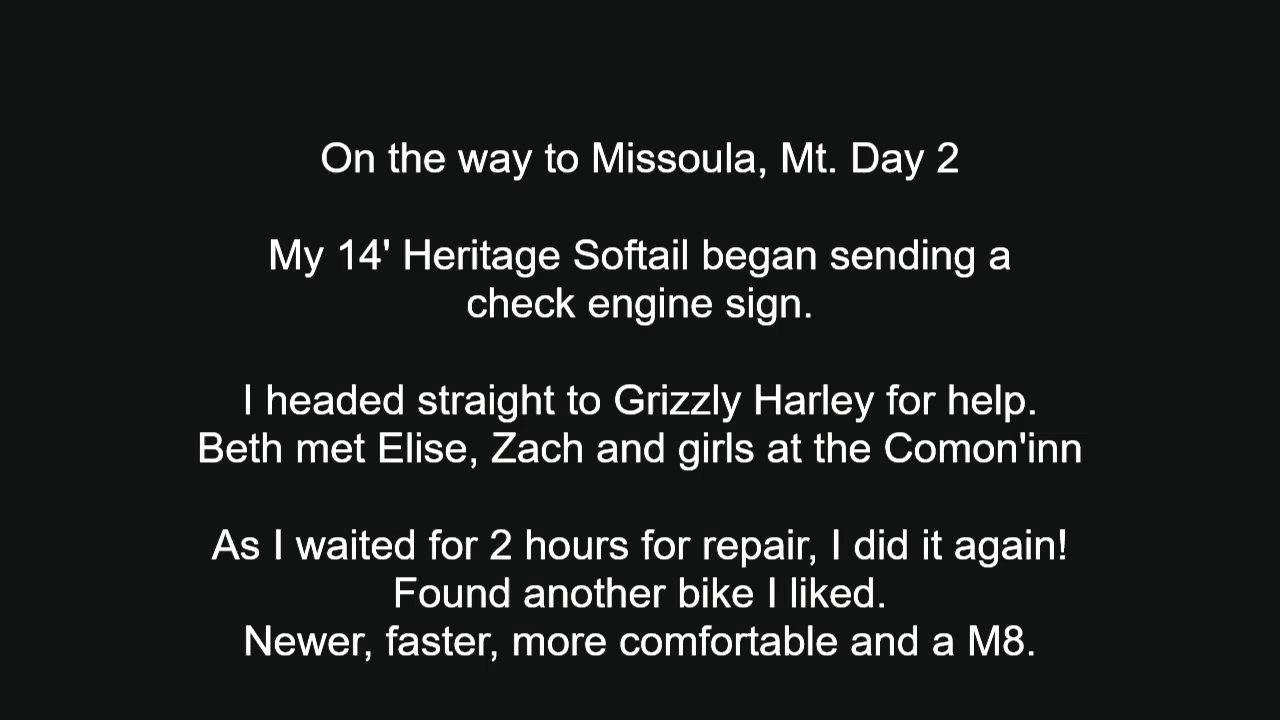 On the way to Missoula, Mt. Day 2
My 14' Heritage Softail began sending a
check engine sign.
I headed straight to Grizzly Harley for help.
Beth met Elise, Zach and girls at the Comon'inn
As I waited for 2 hours for repair, I did it again!
Found another bike I liked.
Newer, faster, more comfortable and a M8.